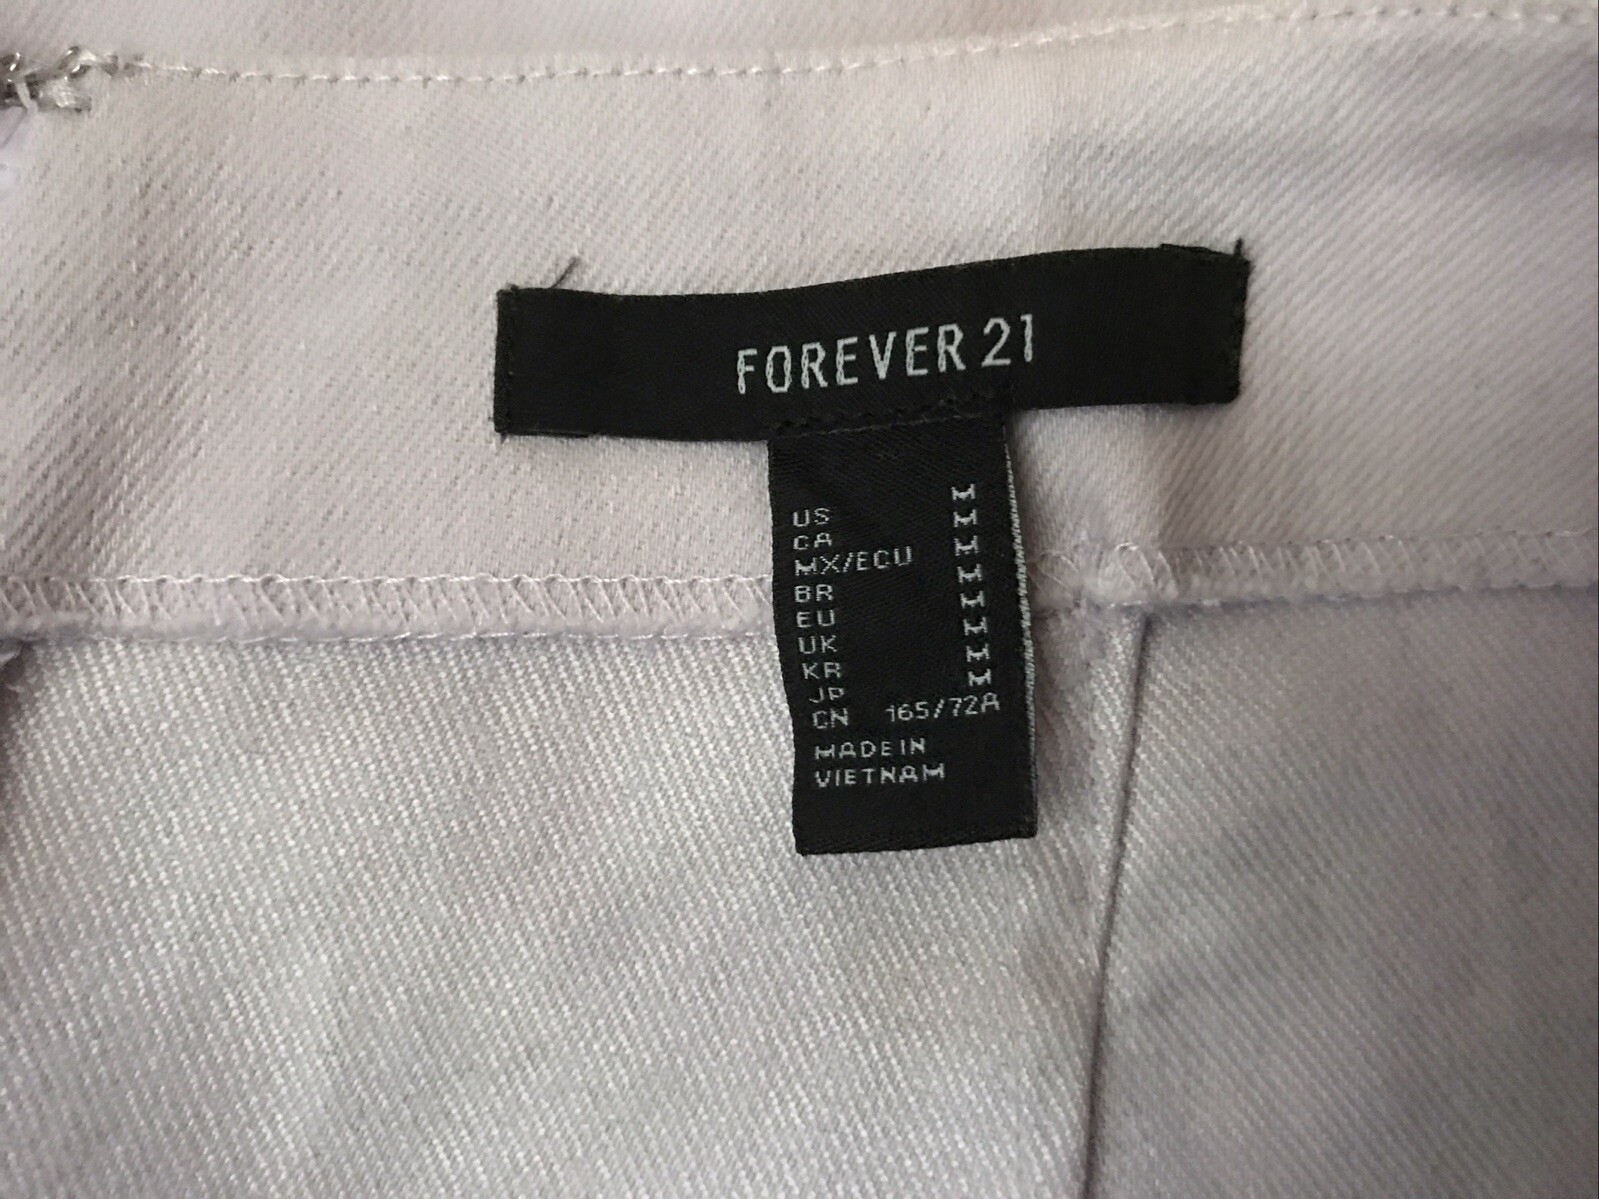 FOREVER 21
US M
CA M
MX/ECU M
BR M
EU M
UK M
KR M
JP M
CN 165/72A
MADE IN
VIETNAM